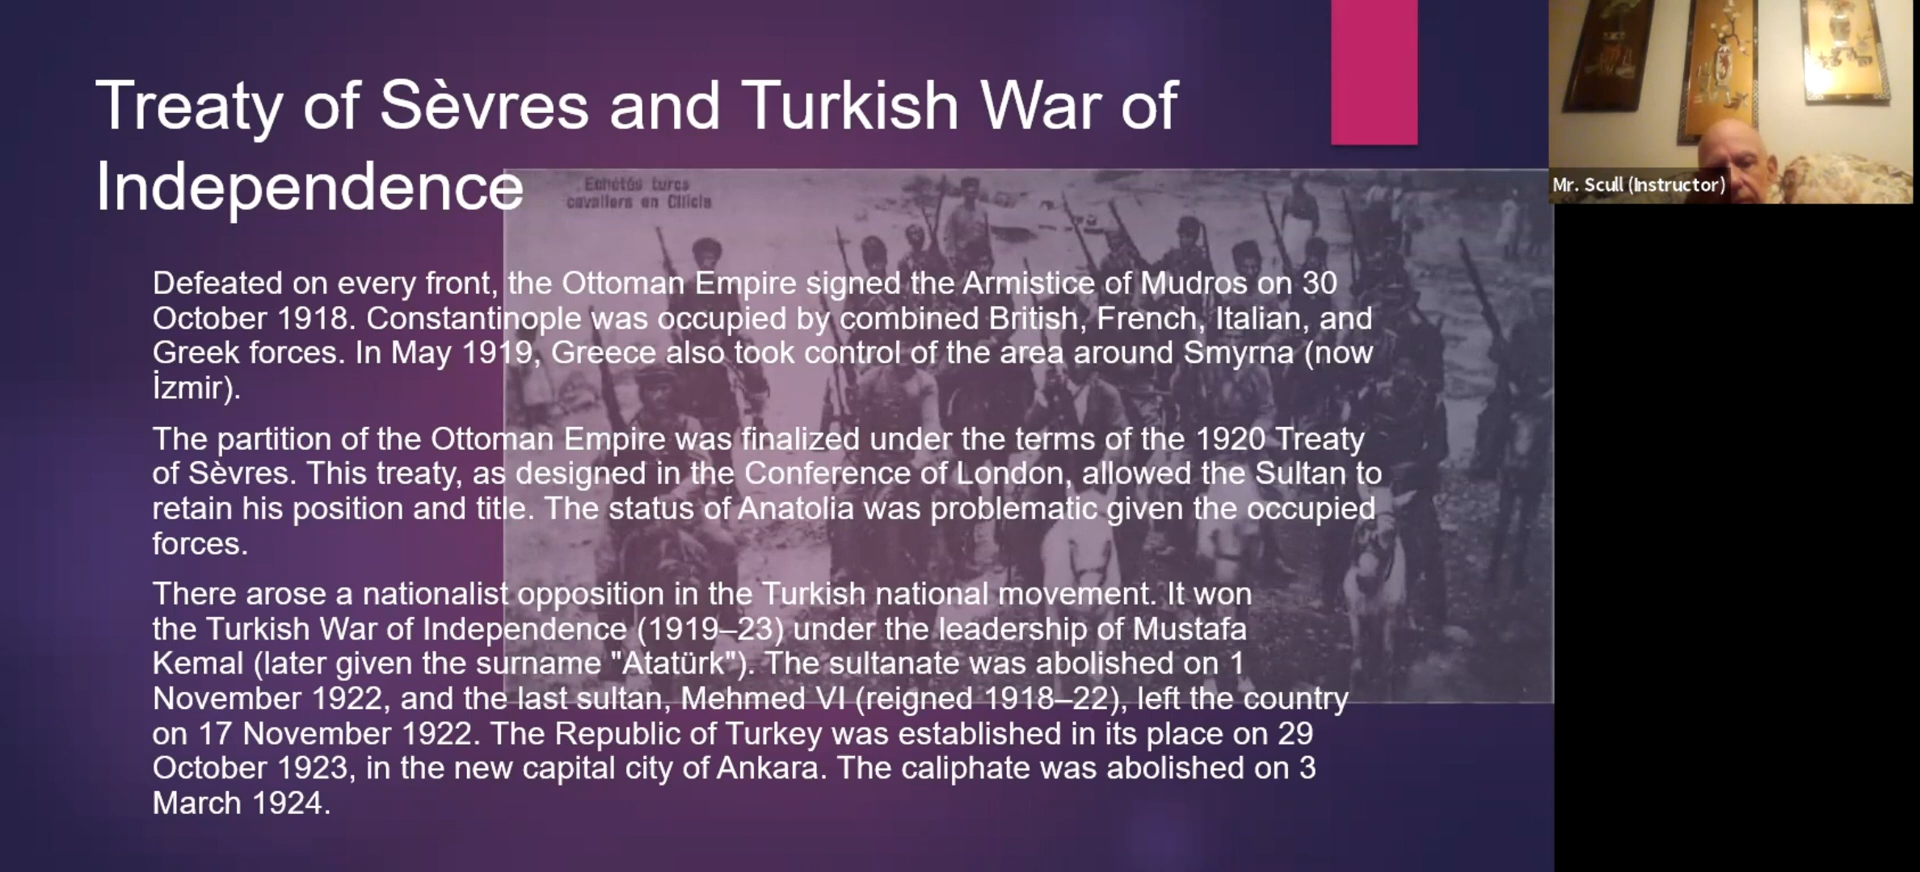 Treaty of Sèvres and Turkish War of
Independence
cavaliers en Cilicie
Defeated on every front, the Ottoman Empire signed the Armistice of Mudros on 30
October 1918. Constantinople was occupied by combined British, French, Italian, and
Greek forces. In May 1919, Greece also took control of the area around Smyrna (now
İzmir).
The partition of the Ottoman Empire was finalized under the terms of the 1920 Treaty
of Sèvres. This treaty, as designed in the Conference of London, allowed the Sultan to
retain his position and title. The status of Anatolia was problematic given the occupied
forces.
There arose a nationalist opposition in the Turkish national movement. It won
the Turkish War of Independence (1919–23) under the leadership of Mustafa
Kemal (later given the surname "Atatürk"). The sultanate was abolished on 1
November 1922, and the last sultan, Mehmed VI (reigned 1918–22), left the country
on 17 November 1922. The Republic of Turkey was established in its place on 29
October 1923, in the new capital city of Ankara. The caliphate was abolished on 3
March 1924.
Mr. Scull (Instructor)